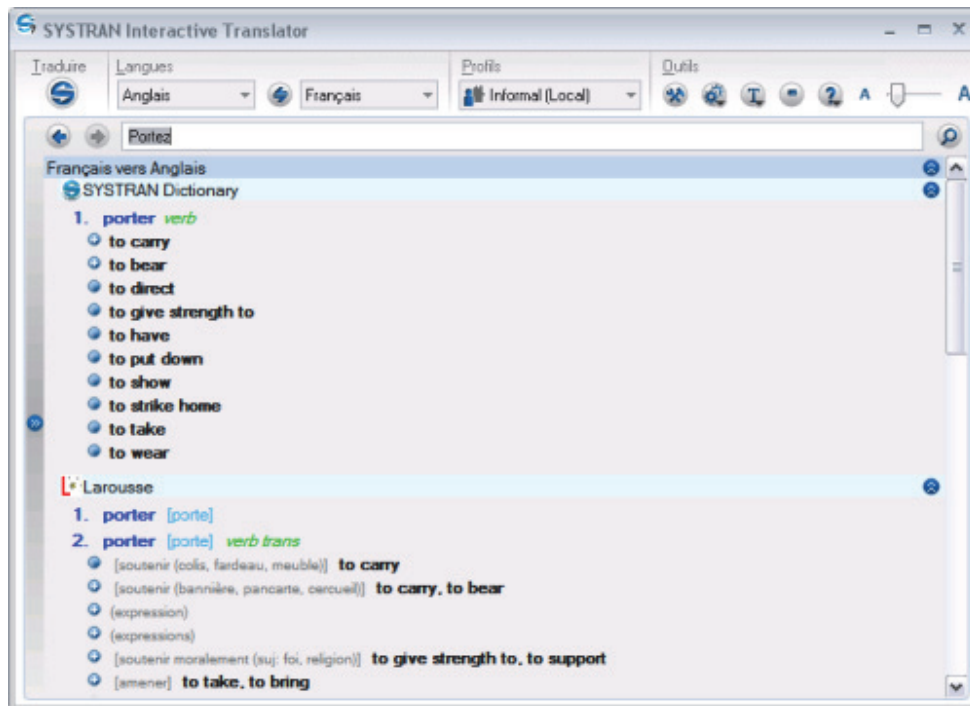 SYSTRAN Interactive Translator
Traduire Langues Profils Outils
Anglais Français Informal (Local) T ? A A
Portez
Français vers Anglais
SYSTRAN Dictionary
1. porter verb
to carry
to bear
to direct
to give strength to
to have
to put down
to show
to strike home
to take
to wear
Larousse
1. porter [porte]
2. porter [porte] verb trans
[soutenir (colis, fardeau, meuble)] to carry
[soutenir (bannière, pancarte, cercueil)] to carry, to bear
(expression)
(expressions)
[soutenir moralement (suj: foi, religion)] to give strength to, to support
[amener] to take, to bring